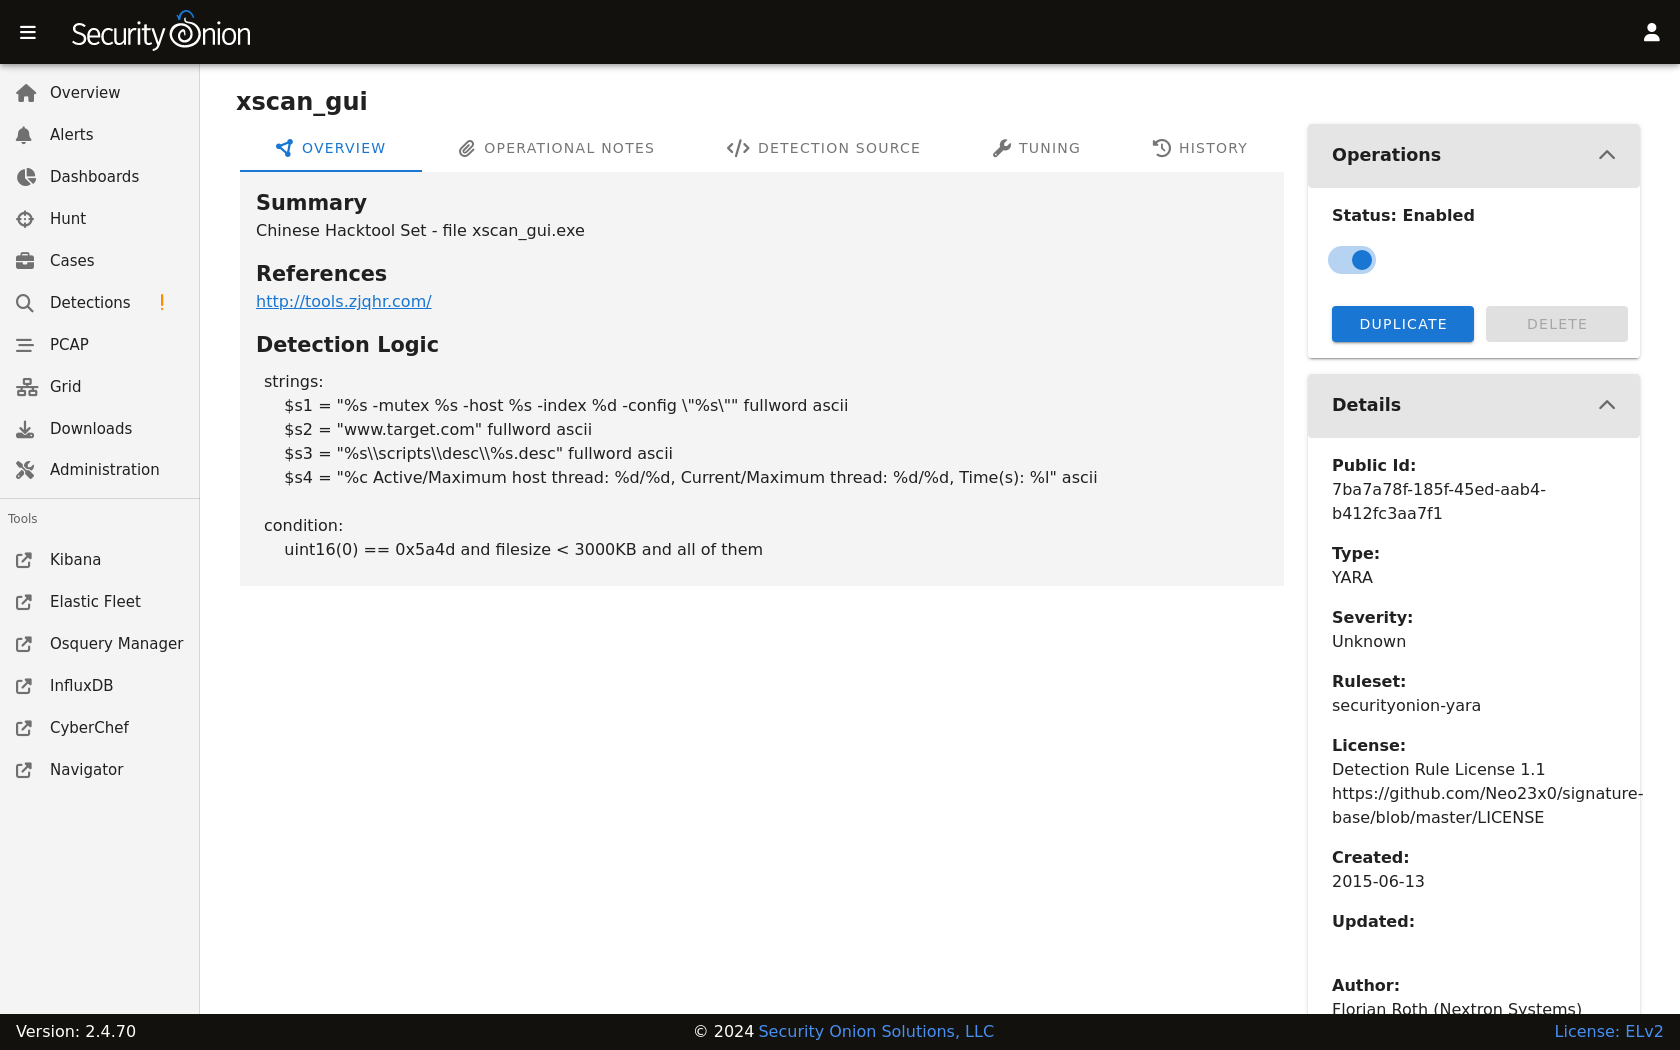 Security Onion
Overview
Alerts
Dashboards
Hunt
Cases
Detections !
PCAP
Grid
Downloads
Administration
Tools
Kibana
Elastic Fleet
Osquery Manager
InfluxDB
CyberChef
Navigator
xscan_gui
OVERVIEW
OPERATIONAL NOTES
DETECTION SOURCE
TUNING
HISTORY
Summary
Chinese Hacktool Set - file xscan_gui.exe
References
http://tools.zjqhr.com/
Detection Logic
strings:
$s1 = "%s -mutex %s -host %s -index %d -config \"%s\"" fullword ascii
$s2 = "www.target.com" fullword ascii
$s3 = "%s\\scripts\\desc\\%s.desc" fullword ascii
$s4 = "%c Active/Maximum host thread: %d/%d, Current/Maximum thread: %d/%d, Time(s): %l" ascii
condition:
uint16(0) == 0x5a4d and filesize < 3000KB and all of them
Operations
Status: Enabled
DUPLICATE
DELETE
Details
Public Id:
7ba7a78f-185f-45ed-aab4-
b412fc3aa7f1
Type:
YARA
Severity:
Unknown
Ruleset:
securityonion-yara
License:
Detection Rule License 1.1
https://github.com/Neo23x0/signature-
base/blob/master/LICENSE
Created:
2015-06-13
Updated:
Author:
Florian Roth (Nextron Systems)
Version: 2.4.70
© 2024 Security Onion Solutions, LLC
License: ELv2